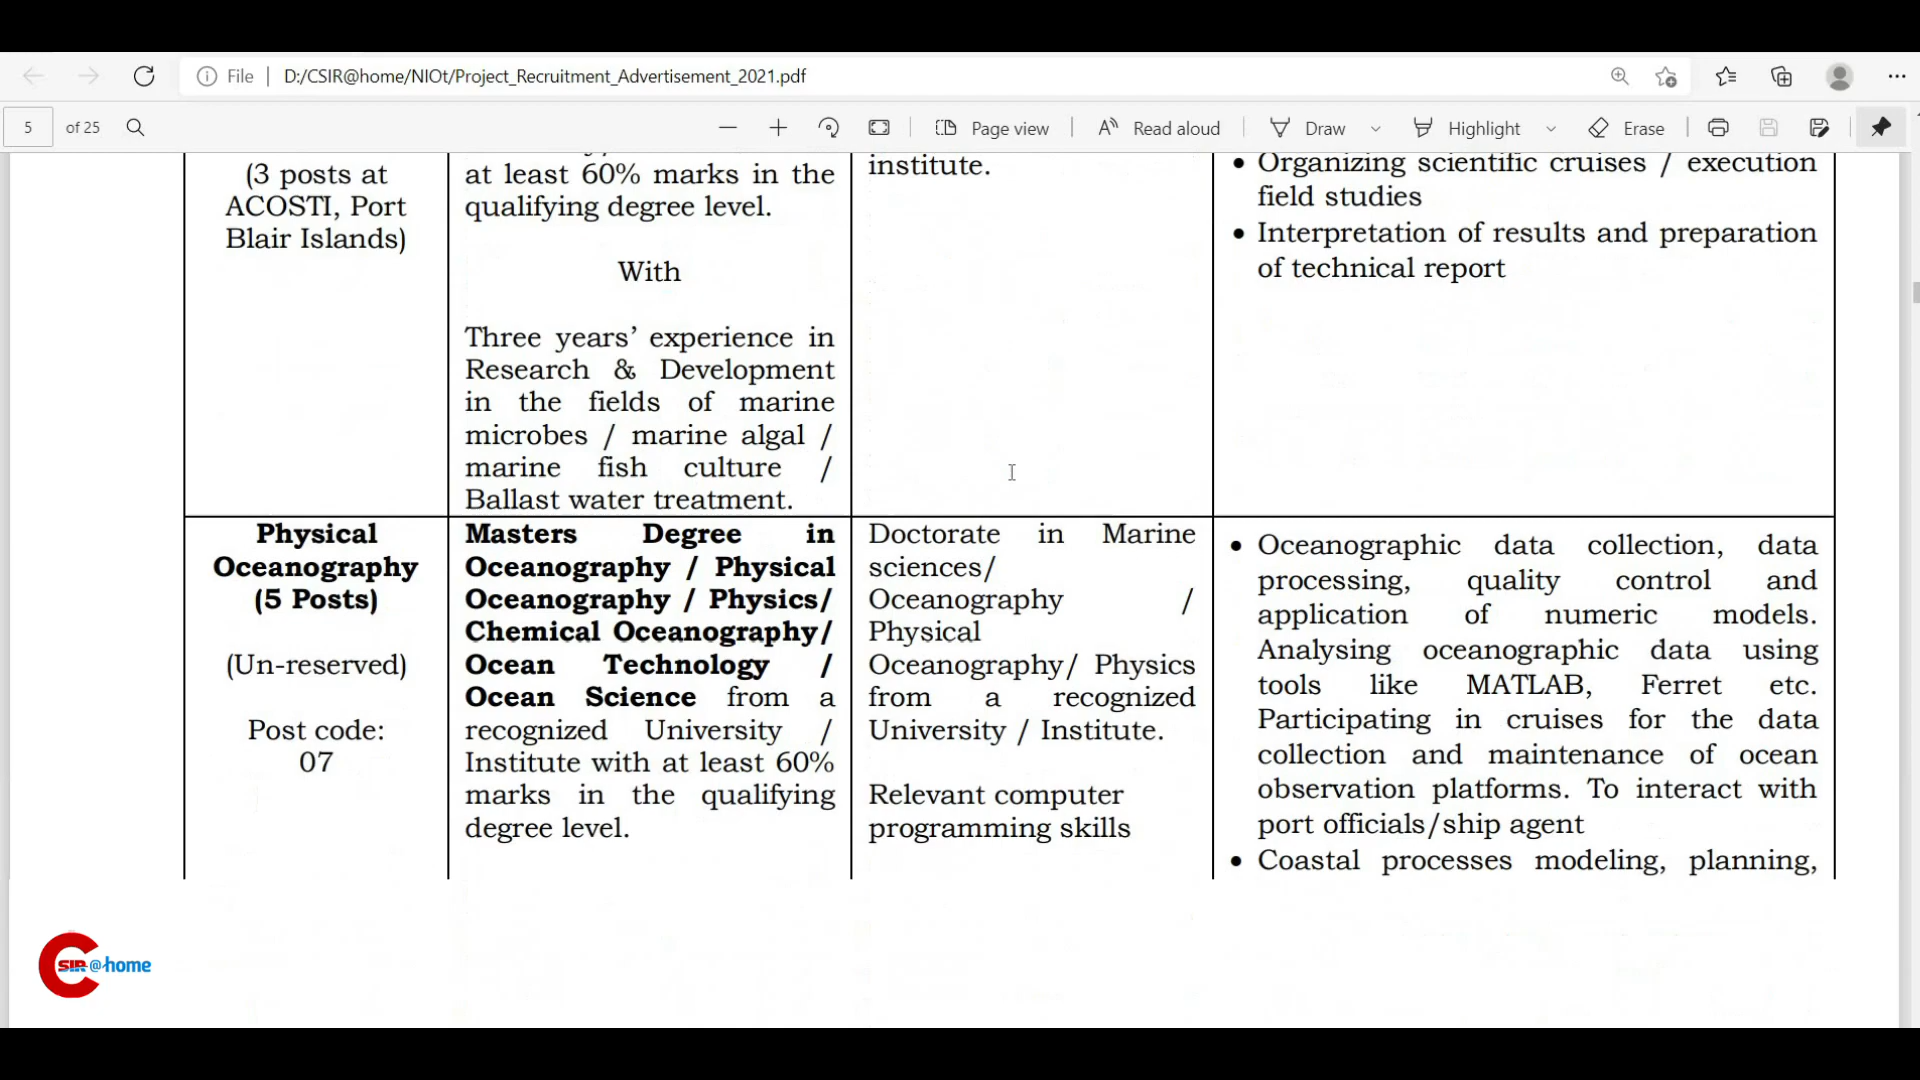 File
D:/CSIR@home/NIOt/Project_Recruitment_Advertisement_2021.pdf
5
of 25
Page view
Read aloud
Draw
Highlight
Erase
(3 posts at
ACOSTI, Port
Blair Islands)
at least 60% marks in the
qualifying degree level.
With
Three years’ experience in
Research & Development
in the fields of marine
microbes / marine algal /
marine fish culture /
Ballast water treatment.
institute.
• Organizing scientific cruises / execution
field studies
• Interpretation of results and preparation
of technical report
Physical
Oceanography
(5 Posts)
(Un-reserved)
Post code:
07
Masters Degree in
Oceanography / Physical
Oceanography / Physics/
Chemical Oceanography/
Ocean Technology /
Ocean Science from a
recognized University /
Institute with at least 60%
marks in the qualifying
degree level.
Doctorate in Marine
sciences/
Oceanography /
Physical
Oceanography/ Physics
from a recognized
University / Institute.
Relevant computer
programming skills
• Oceanographic data collection, data
processing, quality control and
application of numeric models.
Analysing oceanographic data using
tools like MATLAB, Ferret etc.
Participating in cruises for the data
collection and maintenance of ocean
observation platforms. To interact with
port officials/ship agent
• Coastal processes modeling, planning,
CSIR@home